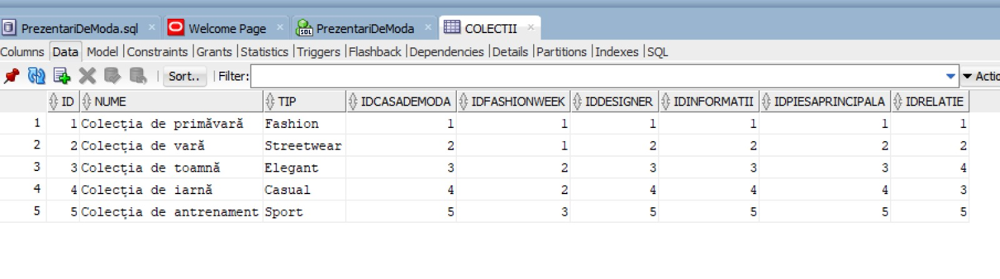 PrezentariDeModa.sql × Welcome Page × PrezentariDeModa × COLECTII ×
Columns Data Model |Constraints |Grants |Statistics |Triggers |Flashback |Dependencies |Details |Partitions |Indexes |SQL
Sort.. Filter: Actio
ID NUME TIP IDCASADEMODA IDFASHIONWEEK IDDESIGNER IDINFORMATII IDPIESAPRINCIPALA IDRELATIE
1 1 Colecția de primăvară Fashion 1 1 1 1 1 1
2 2 Colecția de vară Streetwear 2 1 2 2 2 2
3 3 Colecția de toamnă Elegant 3 2 3 3 3 4
4 4 Colecția de iarnă Casual 4 2 4 4 4 3
5 5 Colecția de antrenament Sport 5 3 5 5 5 5